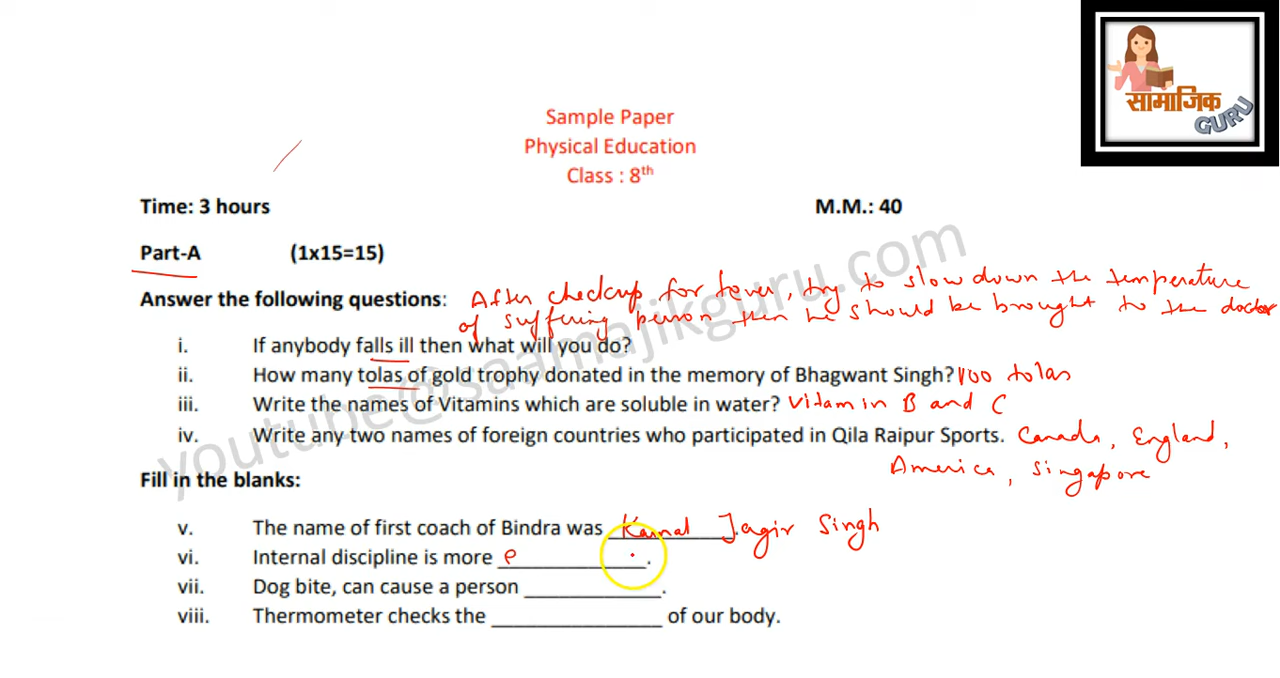 सामाजिक
GURU
Sample Paper
Physical Education
Class : 8th
Time: 3 hours M.M.: 40
Part-A (1x15=15)
After checkup for fever, try to slow down the temperature
Answer the following questions: of suffering person then he should be brought to the doctor
i. If anybody falls ill then what will you do?
ii. How many tolas of gold trophy donated in the memory of Bhagwant Singh? 100 tolas
iii. Write the names of Vitamins which are soluble in water? Vitamin B and C
iv. Write any two names of foreign countries who participated in Qila Raipur Sports. Canada, England,
America, Singapore
Fill in the blanks:
v. The name of first coach of Bindra was Karnal Jagir Singh
vi. Internal discipline is more e____________.
vii. Dog bite, can cause a person ____________.
viii. Thermometer checks the ______________ of our body.
youtube@saamajikguru.com